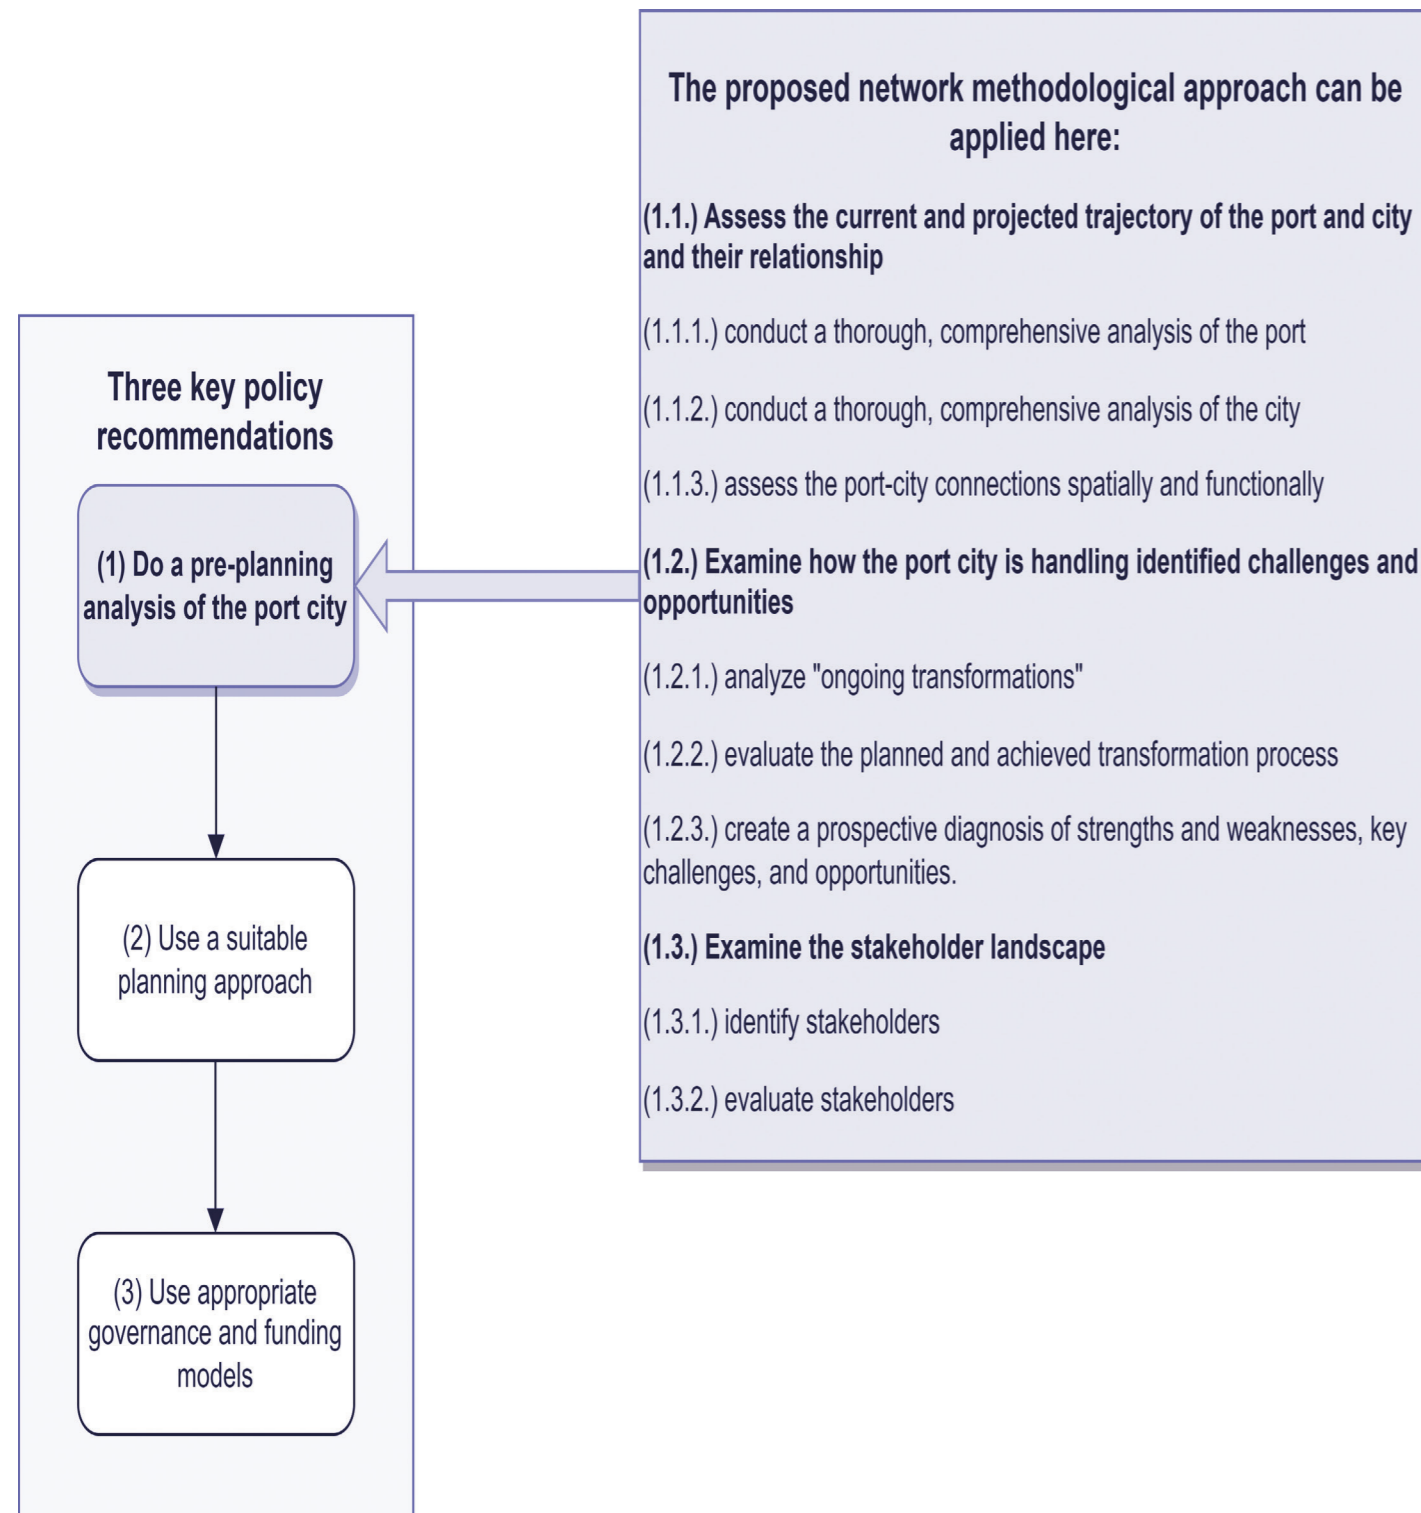 Three key policy
recommendations
(1) Do a pre-planning
analysis of the port city
(2) Use a suitable
planning approach
(3) Use appropriate
governance and funding
models
The proposed network methodological approach can be
applied here:
(1.1.) Assess the current and projected trajectory of the port and city
and their relationship
(1.1.1.) conduct a thorough, comprehensive analysis of the port
(1.1.2.) conduct a thorough, comprehensive analysis of the city
(1.1.3.) assess the port-city connections spatially and functionally
(1.2.) Examine how the port city is handling identified challenges and
opportunities
(1.2.1.) analyze "ongoing transformations"
(1.2.2.) evaluate the planned and achieved transformation process
(1.2.3.) create a prospective diagnosis of strengths and weaknesses, key
challenges, and opportunities.
(1.3.) Examine the stakeholder landscape
(1.3.1.) identify stakeholders
(1.3.2.) evaluate stakeholders